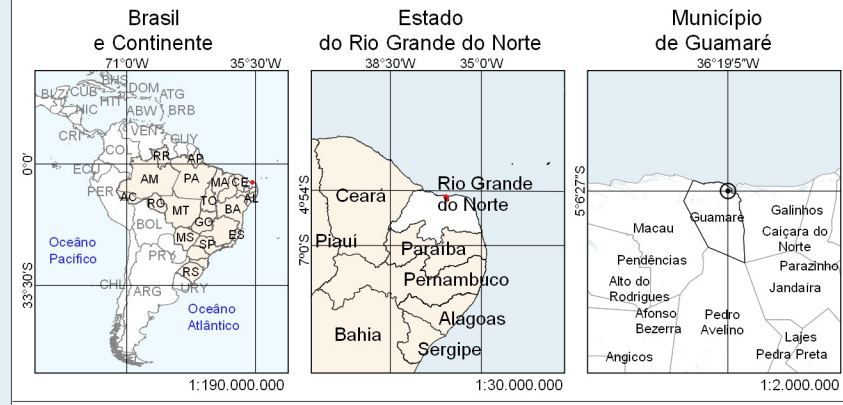 Brasil
e Continente
71°0'W 35°30'W
0°0'
33°30'S
BHS
BLZ CUB DOM ATG
HTI
NIC ABW BRB
CRI VEN
GUY
COL
RR AP
ECU
AM PA MA CE
PER
AC RO TO AL
MT BA
BOL GO
MS ES
SP
PRY
RS
CHL ARG URY
Oceâno
Pacífico
Oceâno
Atlântico
1:190.000.000
Estado
do Rio Grande do Norte
38°30'S 35°0'W
4°54'S
7°0'S
Ceará
Rio Grande
do Norte
Piauí
Paraíba
Pernambuco
Alagoas
Bahia
Sergipe
1:30.000.000
Município
de Guamaré
36°19'5"W
5°6'27"S
Guamaré
Galinhos
Macau
Caiçara do
Norte
Pendências
Parazinho
Alto do
Rodrigues
Jandaíra
Afonso
Bezerra
Pedro
Avelino
Lajes
Angicos
Pedra Preta
1:2.000.000